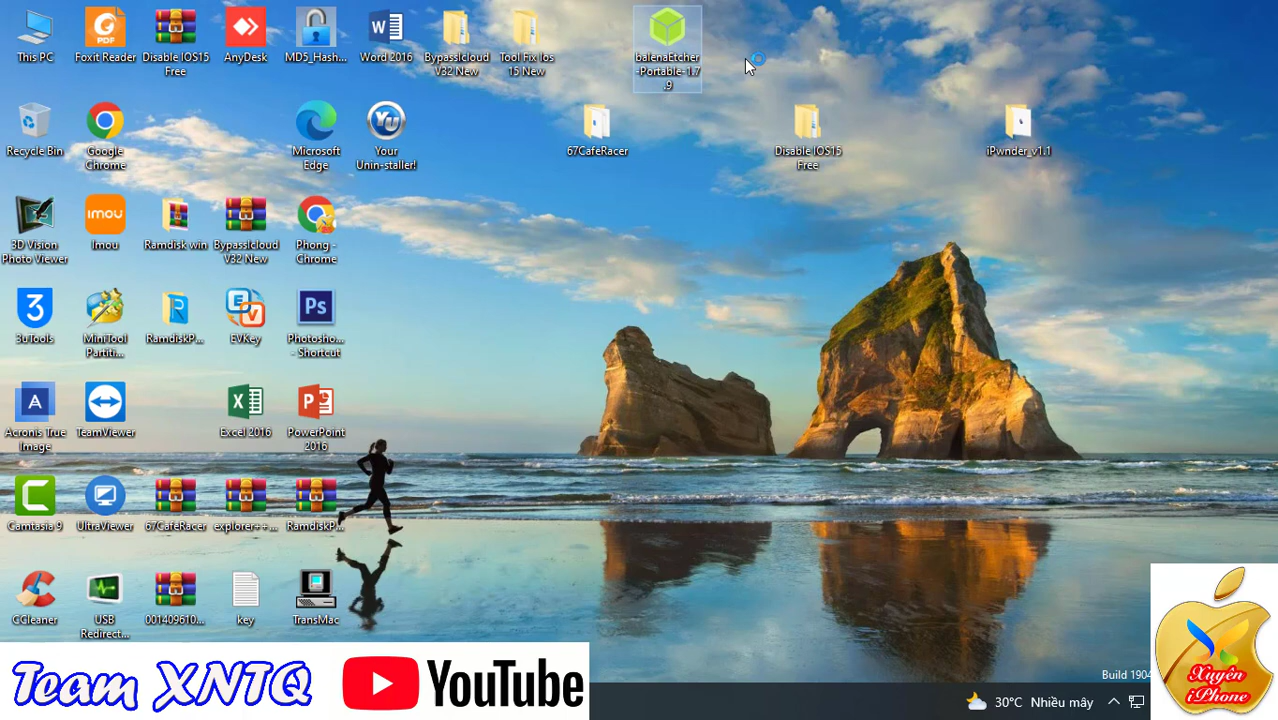 This PC
Foxit Reader
Disable IOS15
Free
AnyDesk
MD5_Hash...
Word 2016
BypassIcloud
V32 New
Tool Fix Ios
15 New
balenaEtcher
-Portable-1.7
.9
Recycle Bin
Google
Chrome
Microsoft
Edge
Your
Unin-staller!
67CafeRacer
Disable IOS15
Free
iPwnder_v1.1
3D Vision
Photo Viewer
imou
Imou
Ramdisk win
BypassIcloud
V32 New
Phong -
Chrome
3uTools
MiniTool
Partiti...
RamdiskP...
EVKey
Photosho...
- Shortcut
Acronis True
Image
TeamViewer
Excel 2016
PowerPoint
2016
Camtasia 9
UltraViewer
67CafeRacer
explorer++...
RamdiskP...
CCleaner
USB
Redirect...
001409610...
key
TransMac
Build 1904
Team XNTQ
YouTube
30°C Nhiều mây
Xuyên
iPhone